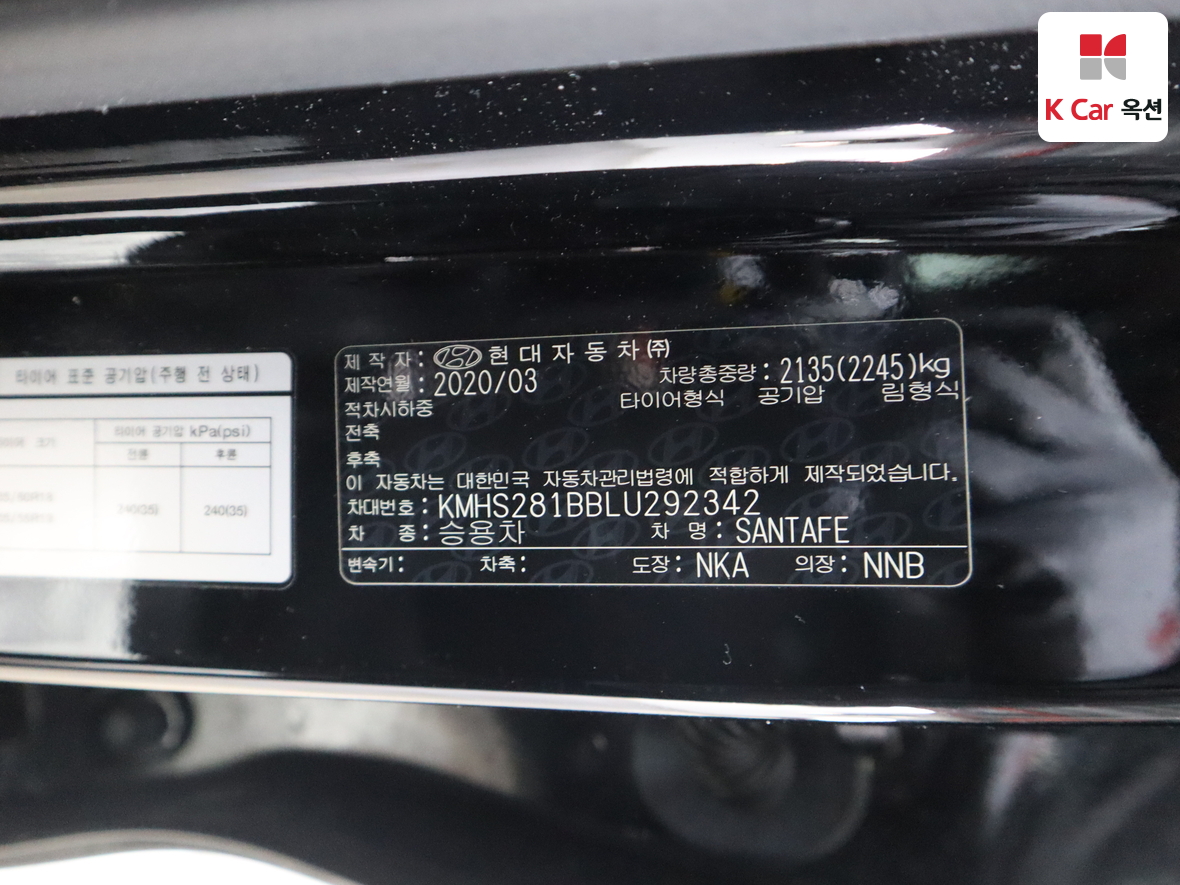 K Car 옥션
타이어 표준 공기압(주행 전 상태)
타이어 공기압 kPa(psi)
전륜 후륜
240(35) 240(35)
제 작 자 : 현대자동차㈜
제작연월 : 2020/03 차량총중량 : 2135(2245)kg
적차시하중 타이어형식 공기압 림형식
전축
후축
이 자동차는 대한민국 자동차관리법령에 적합하게 제작되었습니다.
차대번호 : KMHS281BBLU292342
차 종 : 승용차 차 명 : SANTAFE
변속기 : 차축 : 도장 : NKA 의장 : NNB